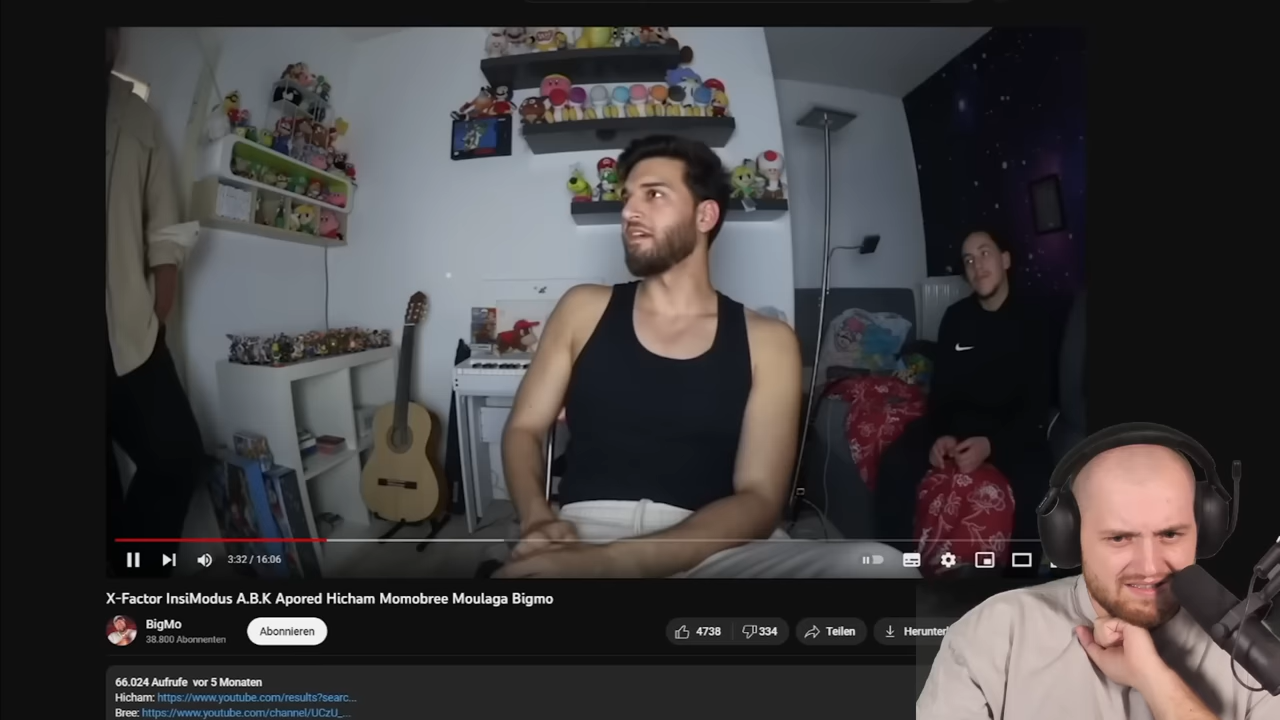 3:32 / 16:06
X-Factor InsiModus A.B.K Apored Hicham Momobree Moulaga Bigmo
BigMo
38.800 Abonnenten
Abonnieren
4738
334
Teilen
Herunterl
66.024 Aufrufe vor 5 Monaten
Hicham: https://www.youtube.com/results?searc...
Bree: https://www.youtube.com/channel/UCzU_...